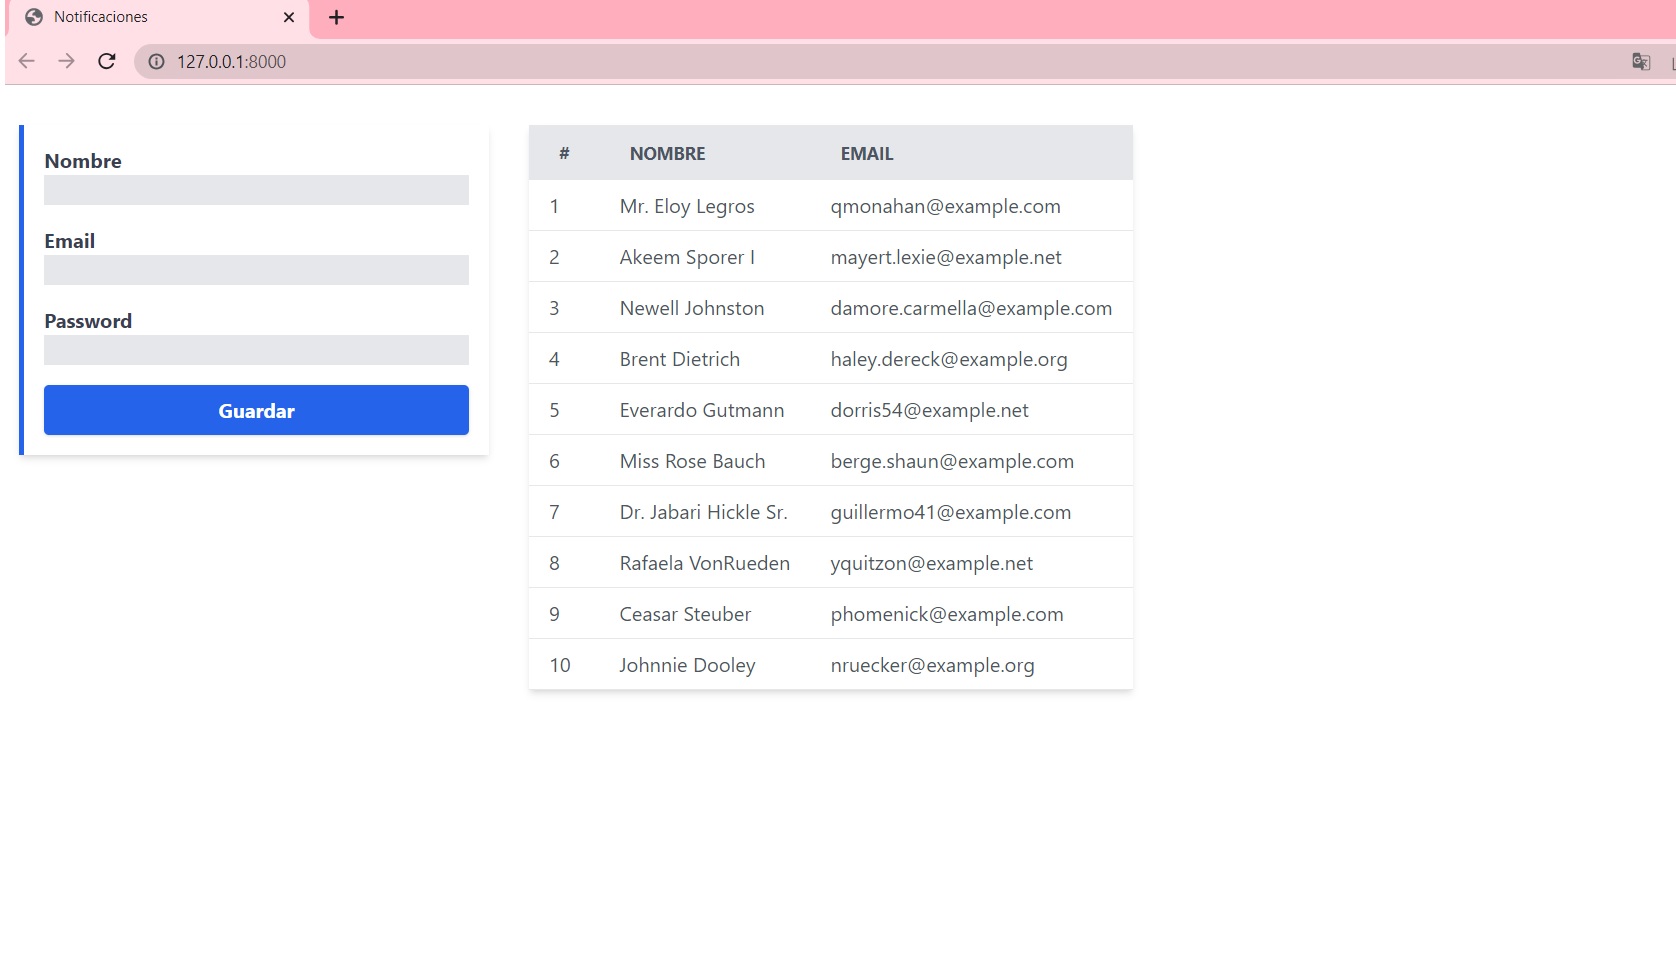 Notificaciones
127.0.0.1:8000
Nombre
Email
Password
Guardar
# NOMBRE EMAIL
1 Mr. Eloy Legros qmonahan@example.com
2 Akeem Sporer I mayert.lexie@example.net
3 Newell Johnston damore.carmella@example.com
4 Brent Dietrich haley.dereck@example.org
5 Everardo Gutmann dorris54@example.net
6 Miss Rose Bauch berge.shaun@example.com
7 Dr. Jabari Hickle Sr. guillermo41@example.com
8 Rafaela VonRueden yquitzon@example.net
9 Ceasar Steuber phomenick@example.com
10 Johnnie Dooley nruecker@example.org